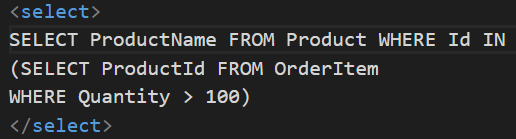 <select>
SELECT ProductName FROM Product WHERE Id IN
(SELECT ProductId FROM OrderItem
WHERE Quantity > 100)
</select>